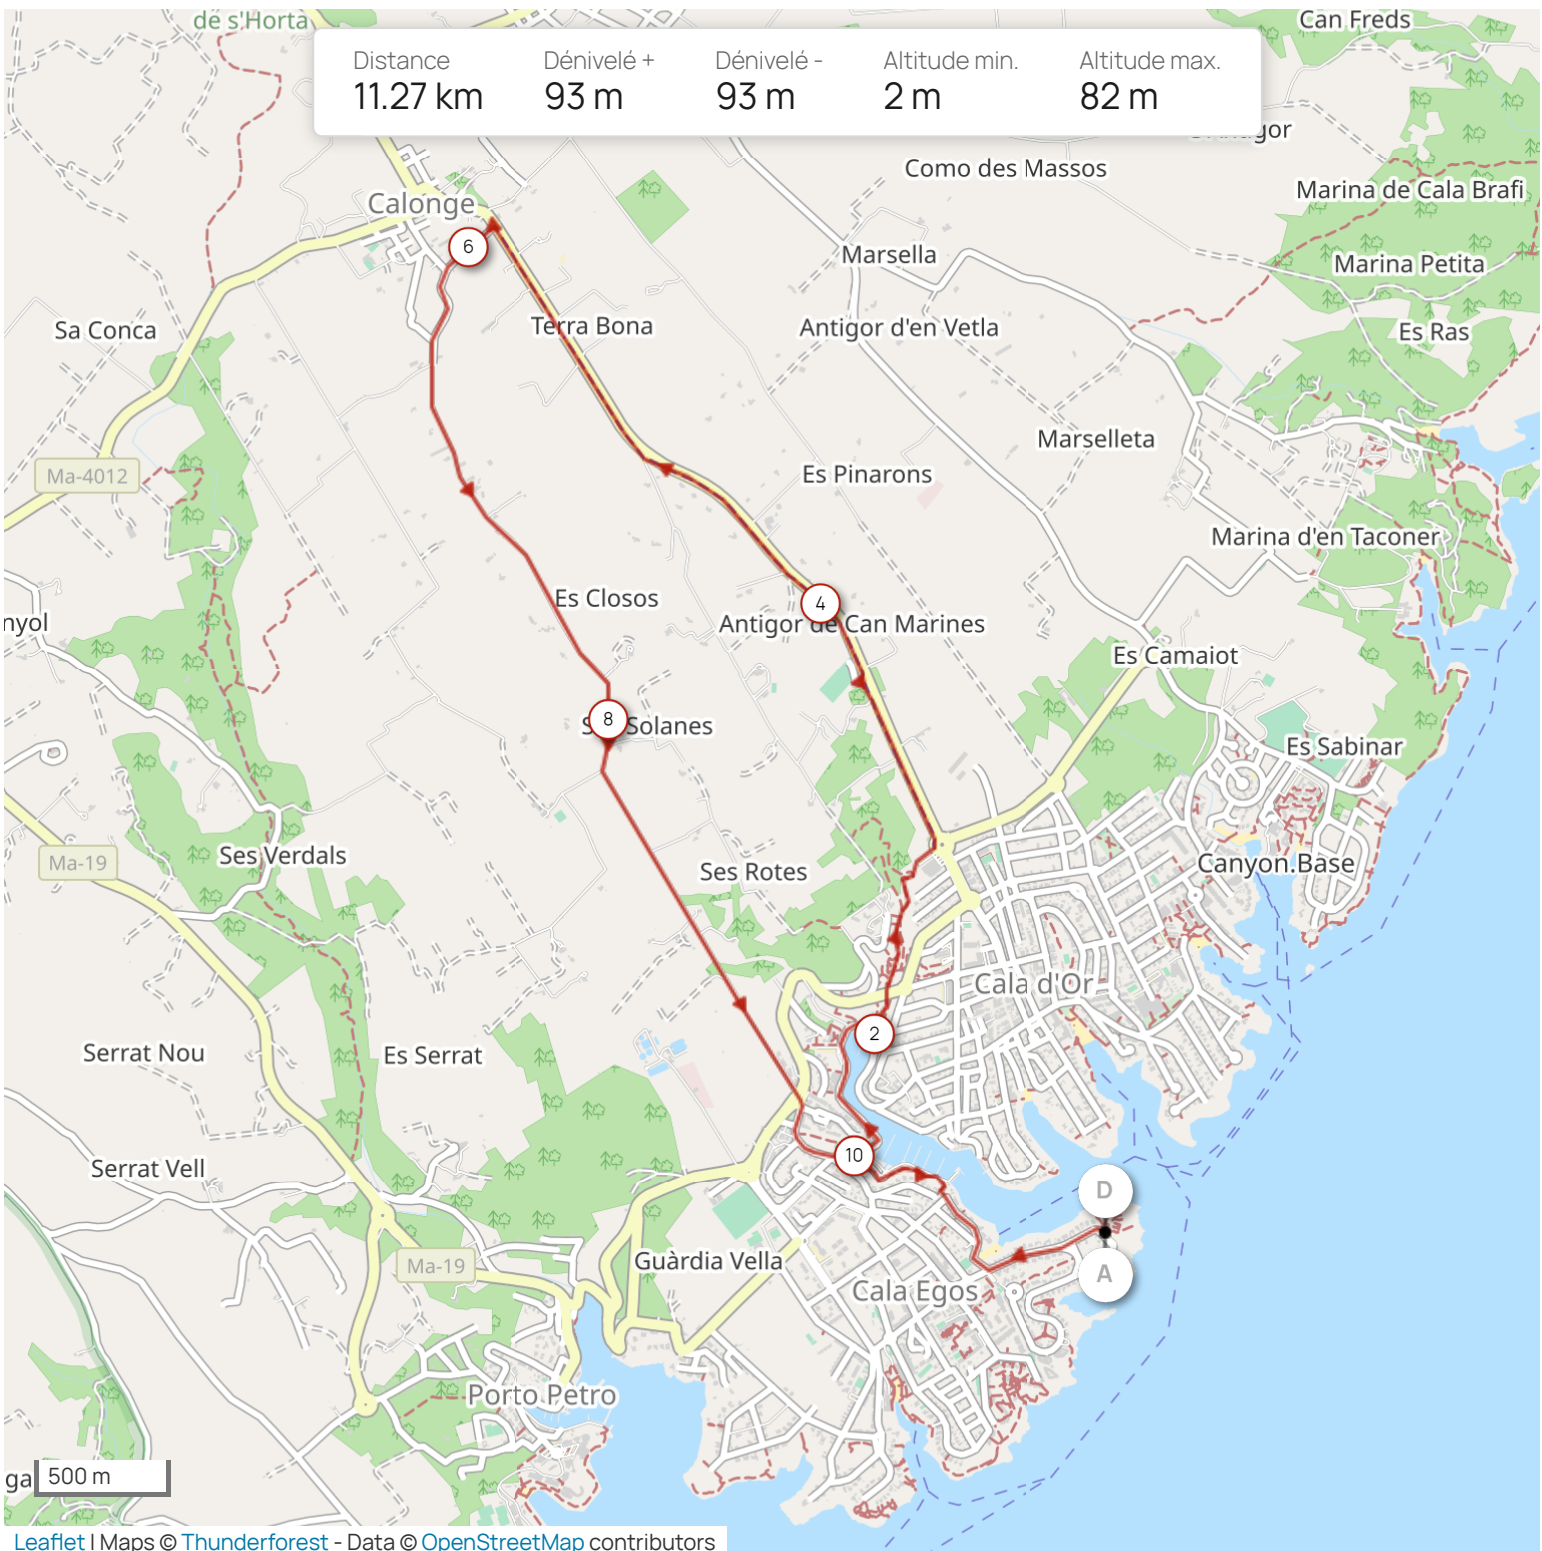 de s'Horta
Can Freds
Distance
Dénivelé +
Dénivelé -
Altitude min.
Altitude max.
11.27 km
93 m
93 m
2 m
82 m
Como des Massos
Marina de Cala Brafi
Calonge
6
Marsella
Marina Petita
Sa Conca
Terra Bona
Antigor d'en Vetla
Es Ras
Marselleta
Ma-4012
Es Pinarons
Marina d'en Taconer
Es Closos
4
nyol
Antigor de Can Marines
Es Camaiot
8
Solanes
Es Sabinar
Ma-19
Ses Verdals
Ses Rotes
Canyon.Base
Cala d'Or
2
Serrat Nou
Es Serrat
10
Serrat Vell
D
Ma-19
Guàrdia Vella
A
Cala Egos
Porto Petro
ga
500 m
Leaflet | Maps © Thunderforest - Data © OpenStreetMap contributors